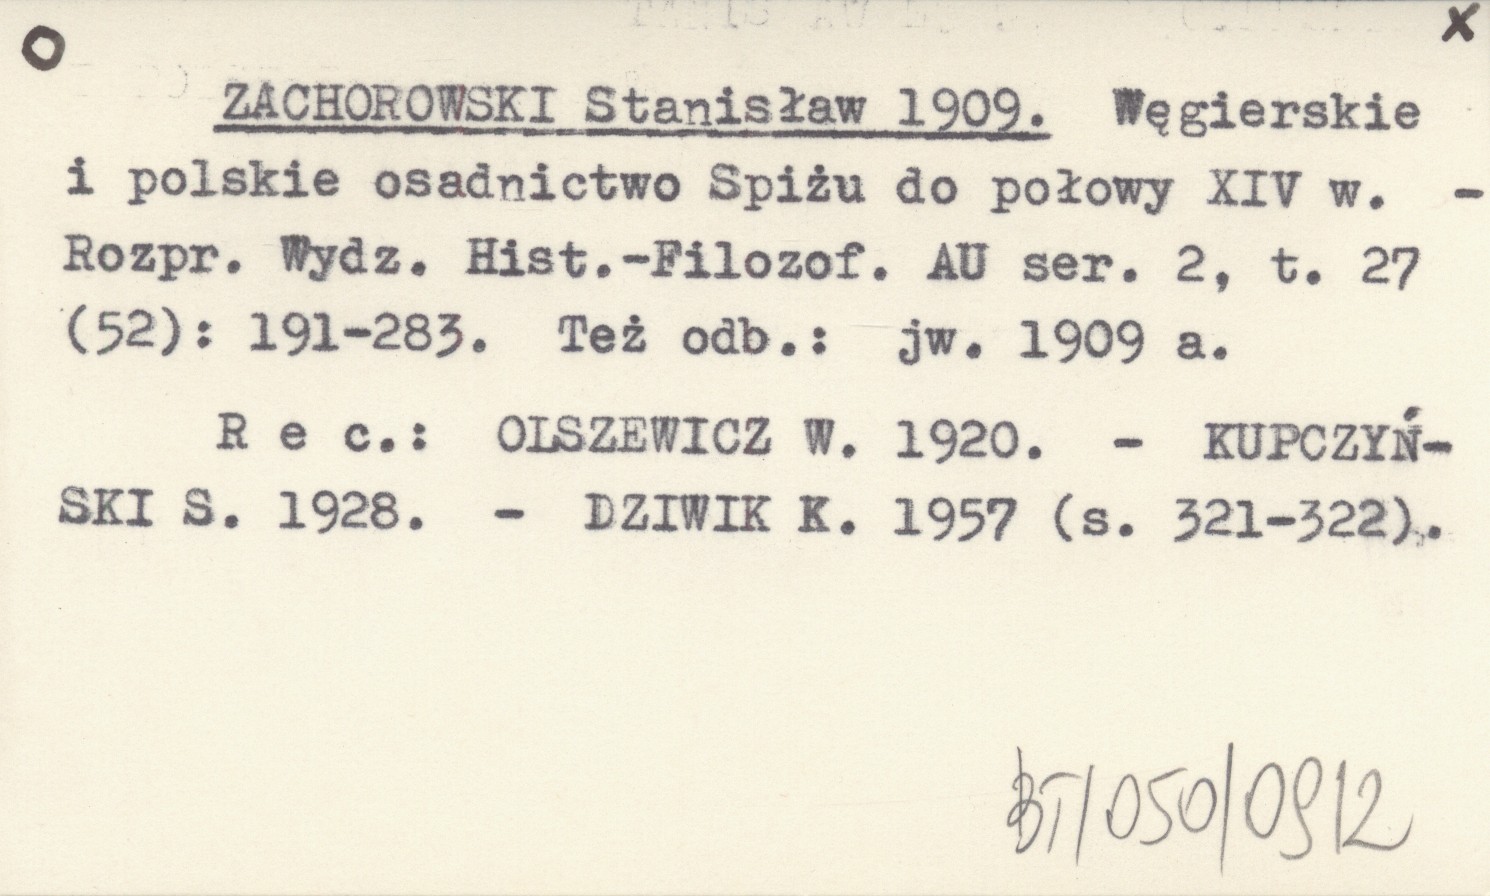 O X
ZACHOROWSKI Stanisław 1909. Węgierskie
i polskie osadnictwo Spiżu do połowy XIV w. -
Rozpr. Wydz. Hist.-Filozof. AU ser. 2, t. 27
(52): 191-283. Też odb.: jw. 1909 a.
R e c.: OLSZEWICZ W. 1920. - KUPCZYŃ-
SKI S. 1928. - DZIWIK K. 1957 (s. 321-322).
BT/050/0912